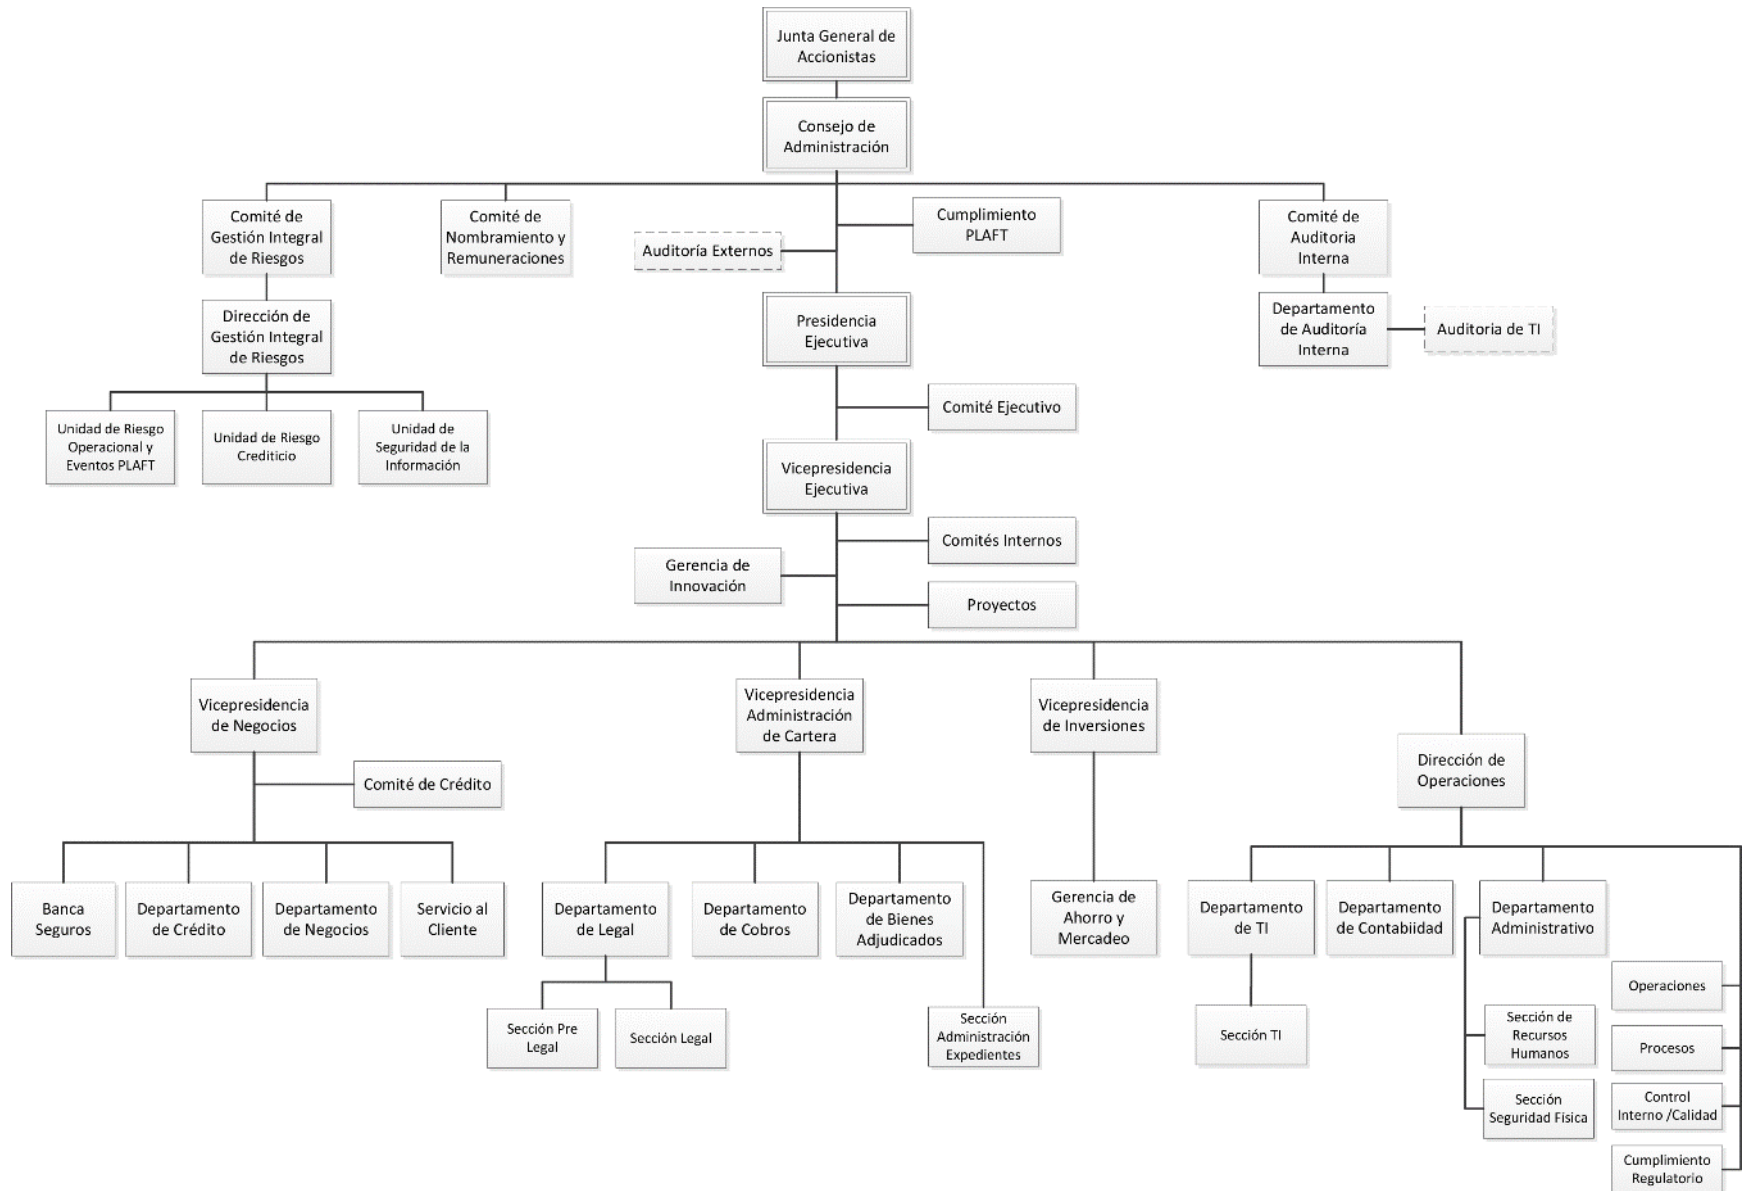 Junta General de
Accionistas
Consejo de
Administración
Comité de
Gestión Integral
de Riesgos
Comité de
Nombramiento y
Remuneraciones
Auditoría Externos
Cumplimiento
PLAFT
Comité de
Auditoria
Interna
Dirección de
Gestión Integral
de Riesgos
Presidencia
Ejecutiva
Departamento
de Auditoría
Interna
Auditoria de TI
Unidad de Riesgo
Operacional y
Eventos PLAFT
Unidad de Riesgo
Crediticio
Unidad de
Seguridad de la
Información
Comité Ejecutivo
Vicepresidencia
Ejecutiva
Comités Internos
Gerencia de
Innovación
Proyectos
Vicepresidencia
de Negocios
Vicepresidencia
Administración
de Cartera
Vicepresidencia
de Inversiones
Dirección de
Operaciones
Comité de Crédito
Banca
Seguros
Departamento
de Crédito
Departamento
de Negocios
Servicio al
Cliente
Departamento
de Legal
Departamento
de Cobros
Departamento
de Bienes
Adjudicados
Gerencia de
Ahorro y
Mercadeo
Departamento
de TI
Departamento
de Contabiidad
Departamento
Administrativo
Sección Pre
Legal
Sección Legal
Sección
Administración
Expedientes
Sección TI
Sección de
Recursos
Humanos
Sección
Seguridad Fisica
Operaciones
Procesos
Control
Interno /Calidad
Cumplimiento
Regulatorio